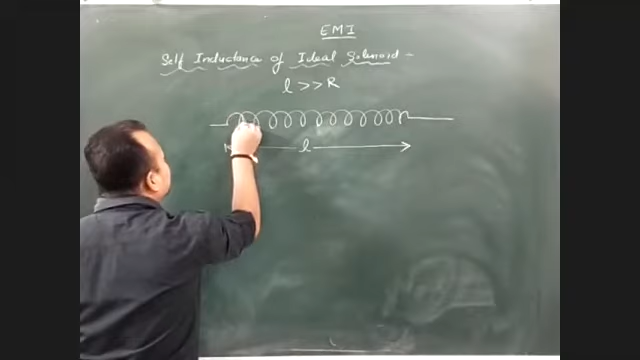 EMI
Self Inductance of Ideal Solenoid -
l >> R
l